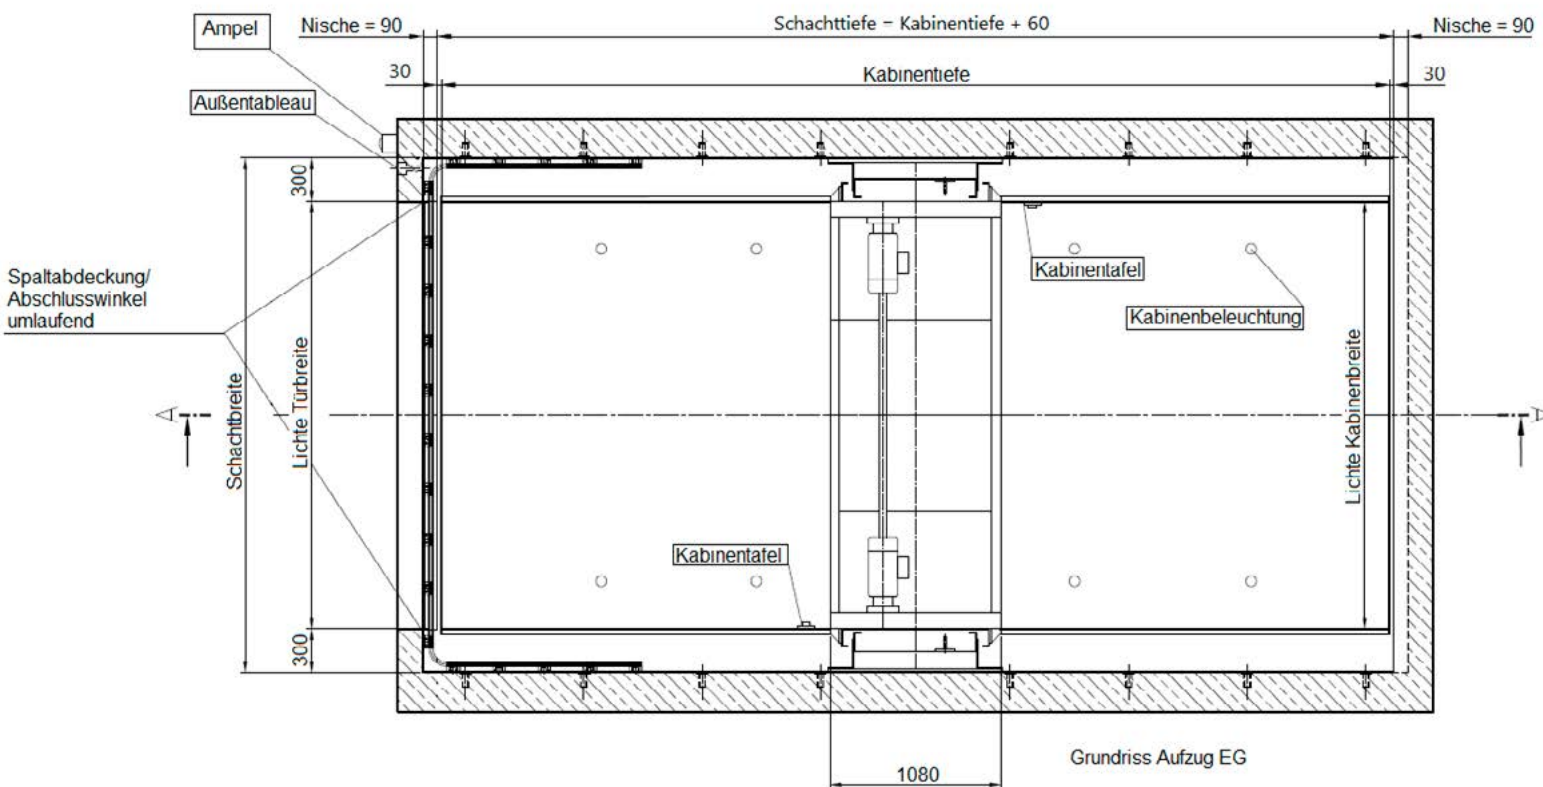 Ampel
Nische = 90
Schachttiefe - Kabinentiefe + 60
Nische = 90
30
Kabinentiefe
30
Außentableau
300
Kabinentafel
Spaltabdeckung/
Abschlusswinkel
umlaufend
Kabinenbeleuchtung
Schachtbreite
Lichte Türbreite
Lichte Kabinenbreite
A
A
Kabinentafel
300
Grundriss Aufzug EG
1080